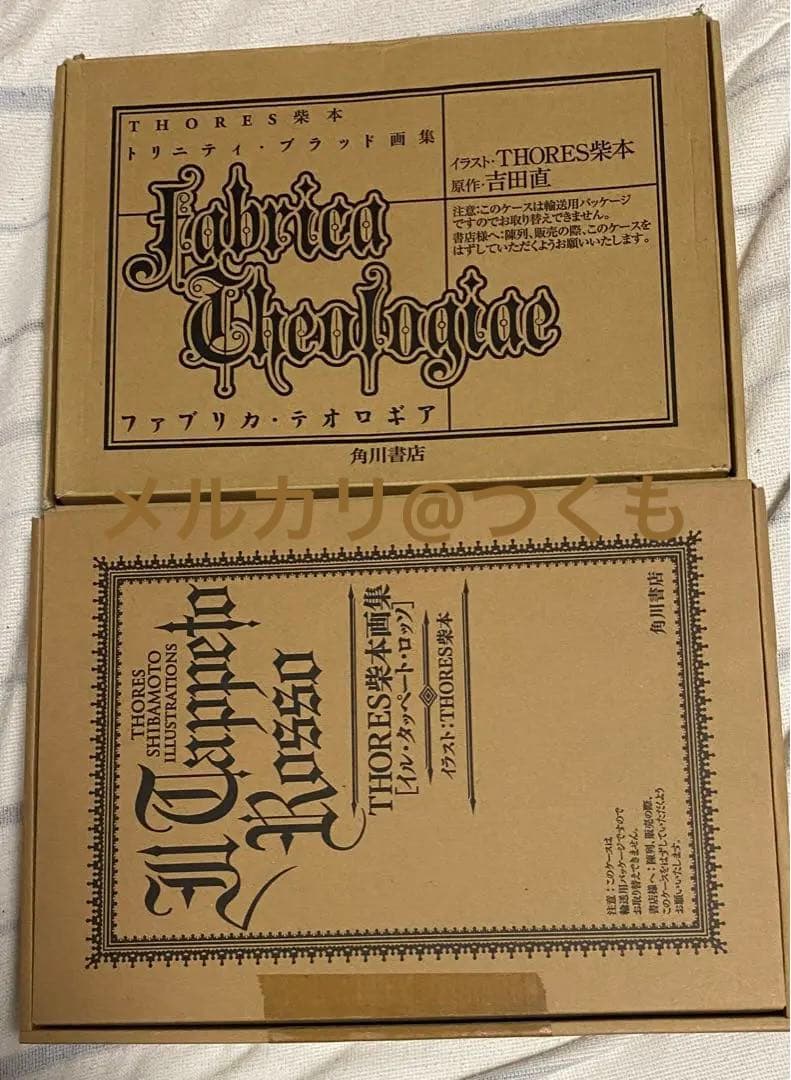 THORES柴本
トリニティ・ブラッド画集
Fabrica
Theologiae
ファブリカ・テオロギア
イラスト・THORES柴本
原作・吉田直
注意:このケースは輸送用パッケージ
ですのでお取り替えできません。
書店様へ:陳列、販売の際、このケースを
はずしていただくようお願いいたします。
角川書店
メルカリ@つくも
THORES
SHIBAMOTO
ILLUSTRATIONS
Il Tappeto
Rosso
THORES柴本画集
[イル・タッペート・ロッソ]
イラスト:THORES柴本
角川書店
注意:このケースは
輸送用パッケージですので
お取り替えできません。
書店様へ:陳列、販売の際、
このケースをはずしていただくよう
お願いいたします。